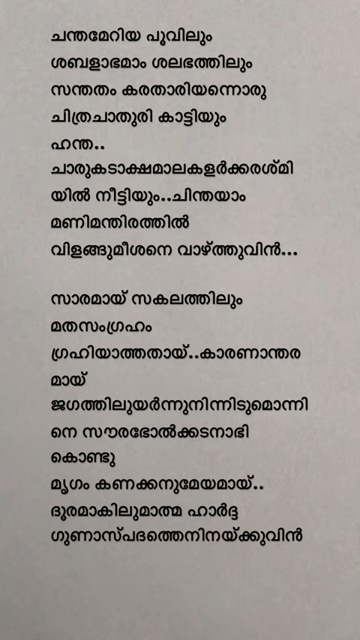 ചന്തമേറിയ പൂവിലും
ശബളാഭമാം ശലഭത്തിലും
സന്തതം കരതാരിയന്നൊരു
ചിത്രചാതുരി കാട്ടിയും
ഹന്ത..
ചാരുകടാക്ഷമാലകളർക്കരശ്മി
യിൽ നീട്ടിയും..ചിന്തയാം
മണിമന്തിരത്തിൽ
വിളങ്ങുമീശനെ വാഴ്ത്തുവിൻ...

സാരമായ് സകലത്തിലും
മതസംഗ്രഹം
ഗ്രഹിയാത്തതായ്..കാരണാന്തര
മായ്
ജഗത്തിലുയർന്നുനിന്നിടുമൊന്നി
നെ സൗരഭോൽക്കടനാഭി
കൊണ്ടു
മൃഗം കണക്കനുമേയമായ്..
ദൂരമാകിലുമാത്മ ഹാർദ്ദ
ഗുണാസ്പദത്തെനിനയ്ക്കുവിൻ